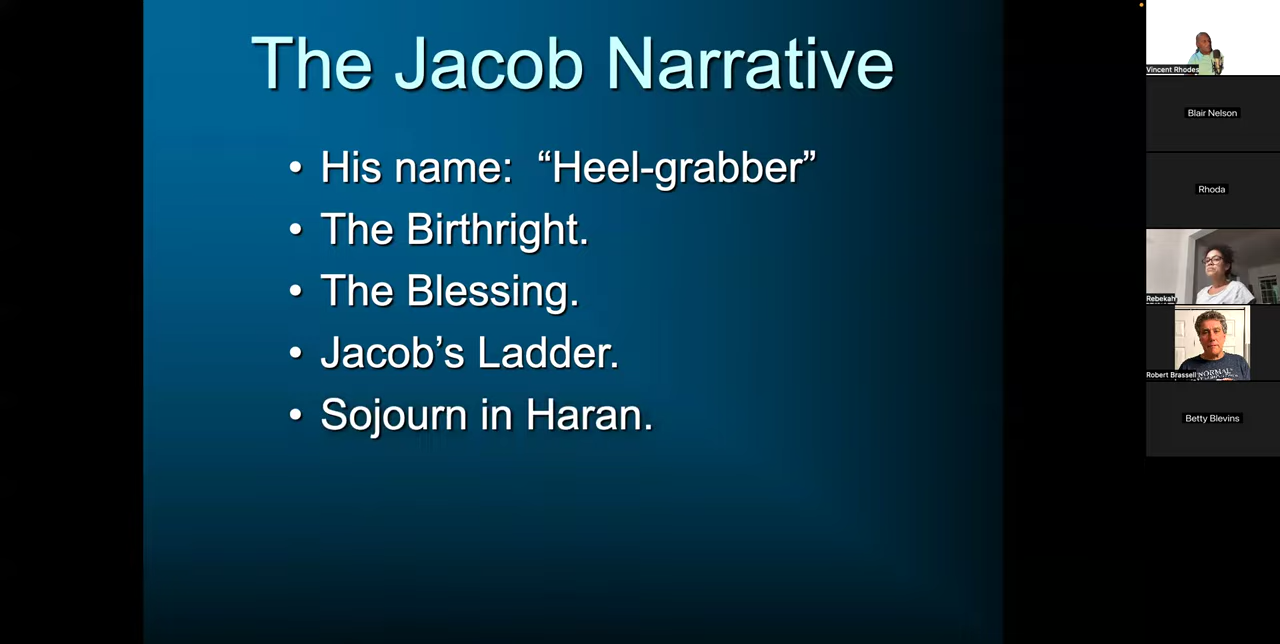 The Jacob Narrative
• His name: “Heel-grabber”
• The Birthright.
• The Blessing.
• Jacob’s Ladder.
• Sojourn in Haran.
Vincent Rhodes
Blair Nelson
Rhoda
Rebekah
Robert Brassell
NORMAL
Betty Blevins